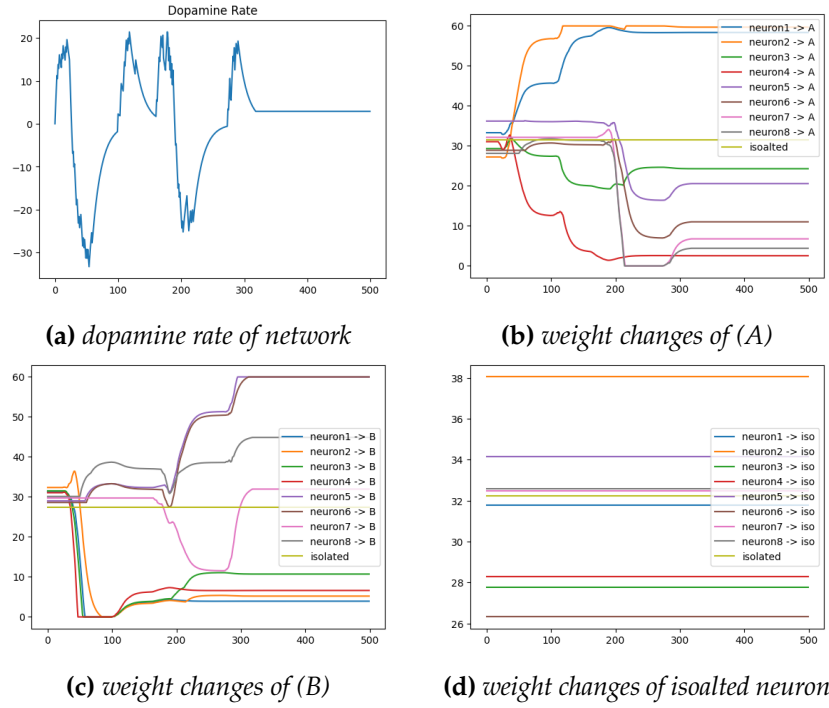 Dopamine Rate
20
10
0
−10
−20
−30
0 100 200 300 400 500
(a) dopamine rate of network
60
50
40
30
20
10
0
neuron1 -> A
neuron2 -> A
neuron3 -> A
neuron4 -> A
neuron5 -> A
neuron6 -> A
neuron7 -> A
neuron8 -> A
isoalted
0 100 200 300 400 500
(b) weight changes of (A)
60
50
40
30
20
10
0
neuron1 -> B
neuron2 -> B
neuron3 -> B
neuron4 -> B
neuron5 -> B
neuron6 -> B
neuron7 -> B
neuron8 -> B
isolated
0 100 200 300 400 500
(c) weight changes of (B)
38
36
34
32
30
28
26
neuron1 -> iso
neuron2 -> iso
neuron3 -> iso
neuron4 -> iso
neuron5 -> iso
neuron6 -> iso
neuron7 -> iso
neuron8 -> iso
isolated
0 100 200 300 400 500
(d) weight changes of isoalted neuron